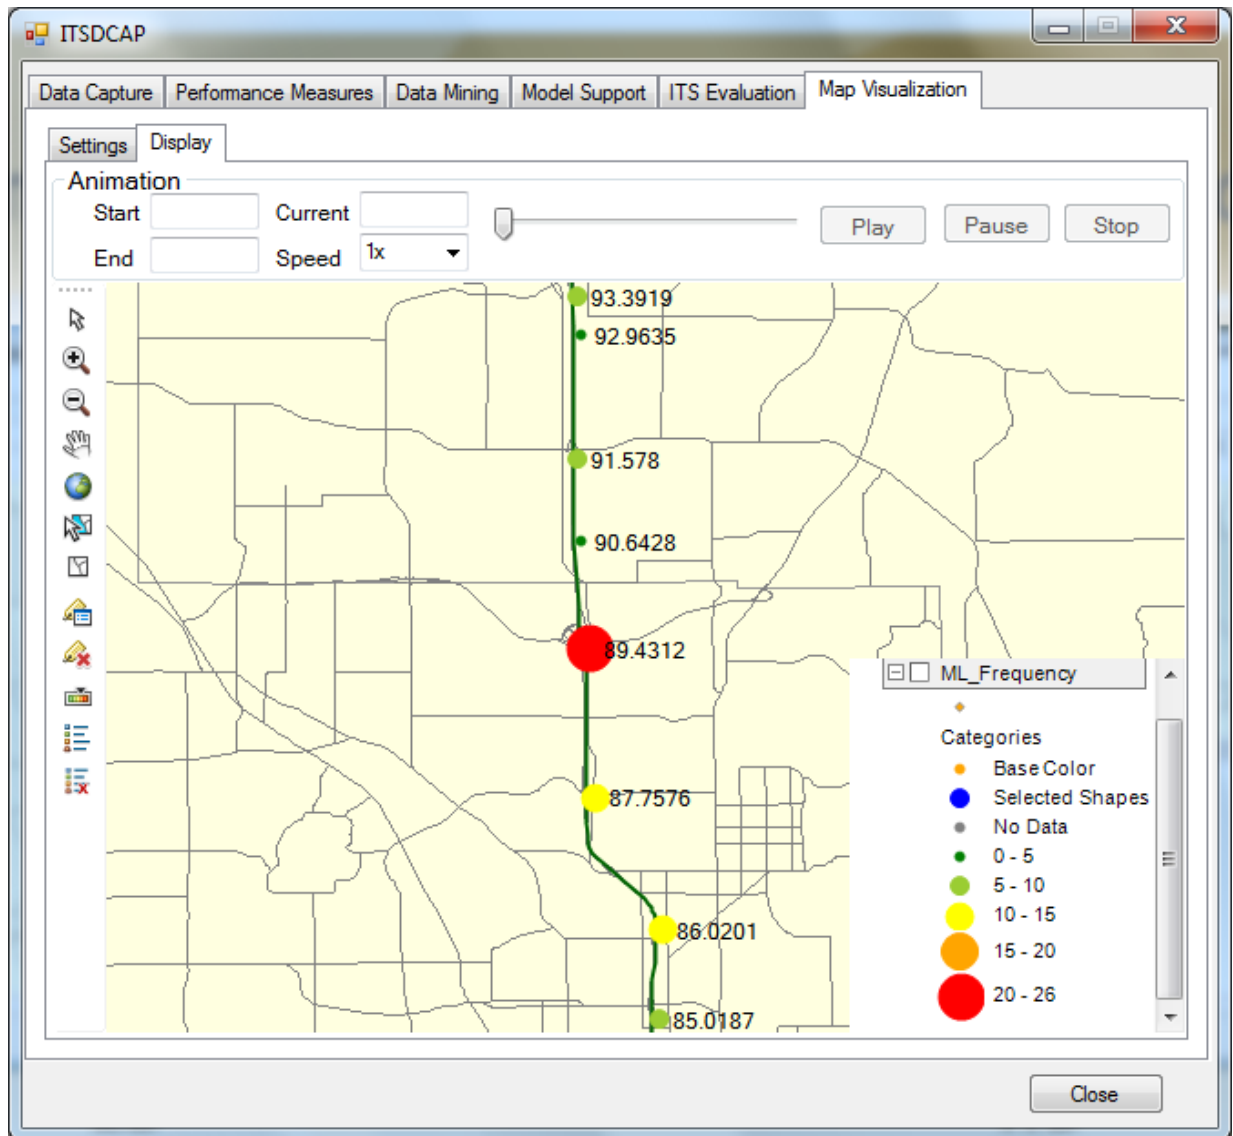 ITSDCAP
Data Capture Performance Measures Data Mining Model Support ITS Evaluation Map Visualization
Settings Display
Animation
Start Current
Play Pause Stop
End Speed 1x
93.3919
92.9635
91.578
90.6428
89.4312
87.7576
86.0201
85.0187
ML_Frequency
Categories
Base Color
Selected Shapes
No Data
0 - 5
5 - 10
10 - 15
15 - 20
20 - 26
Close